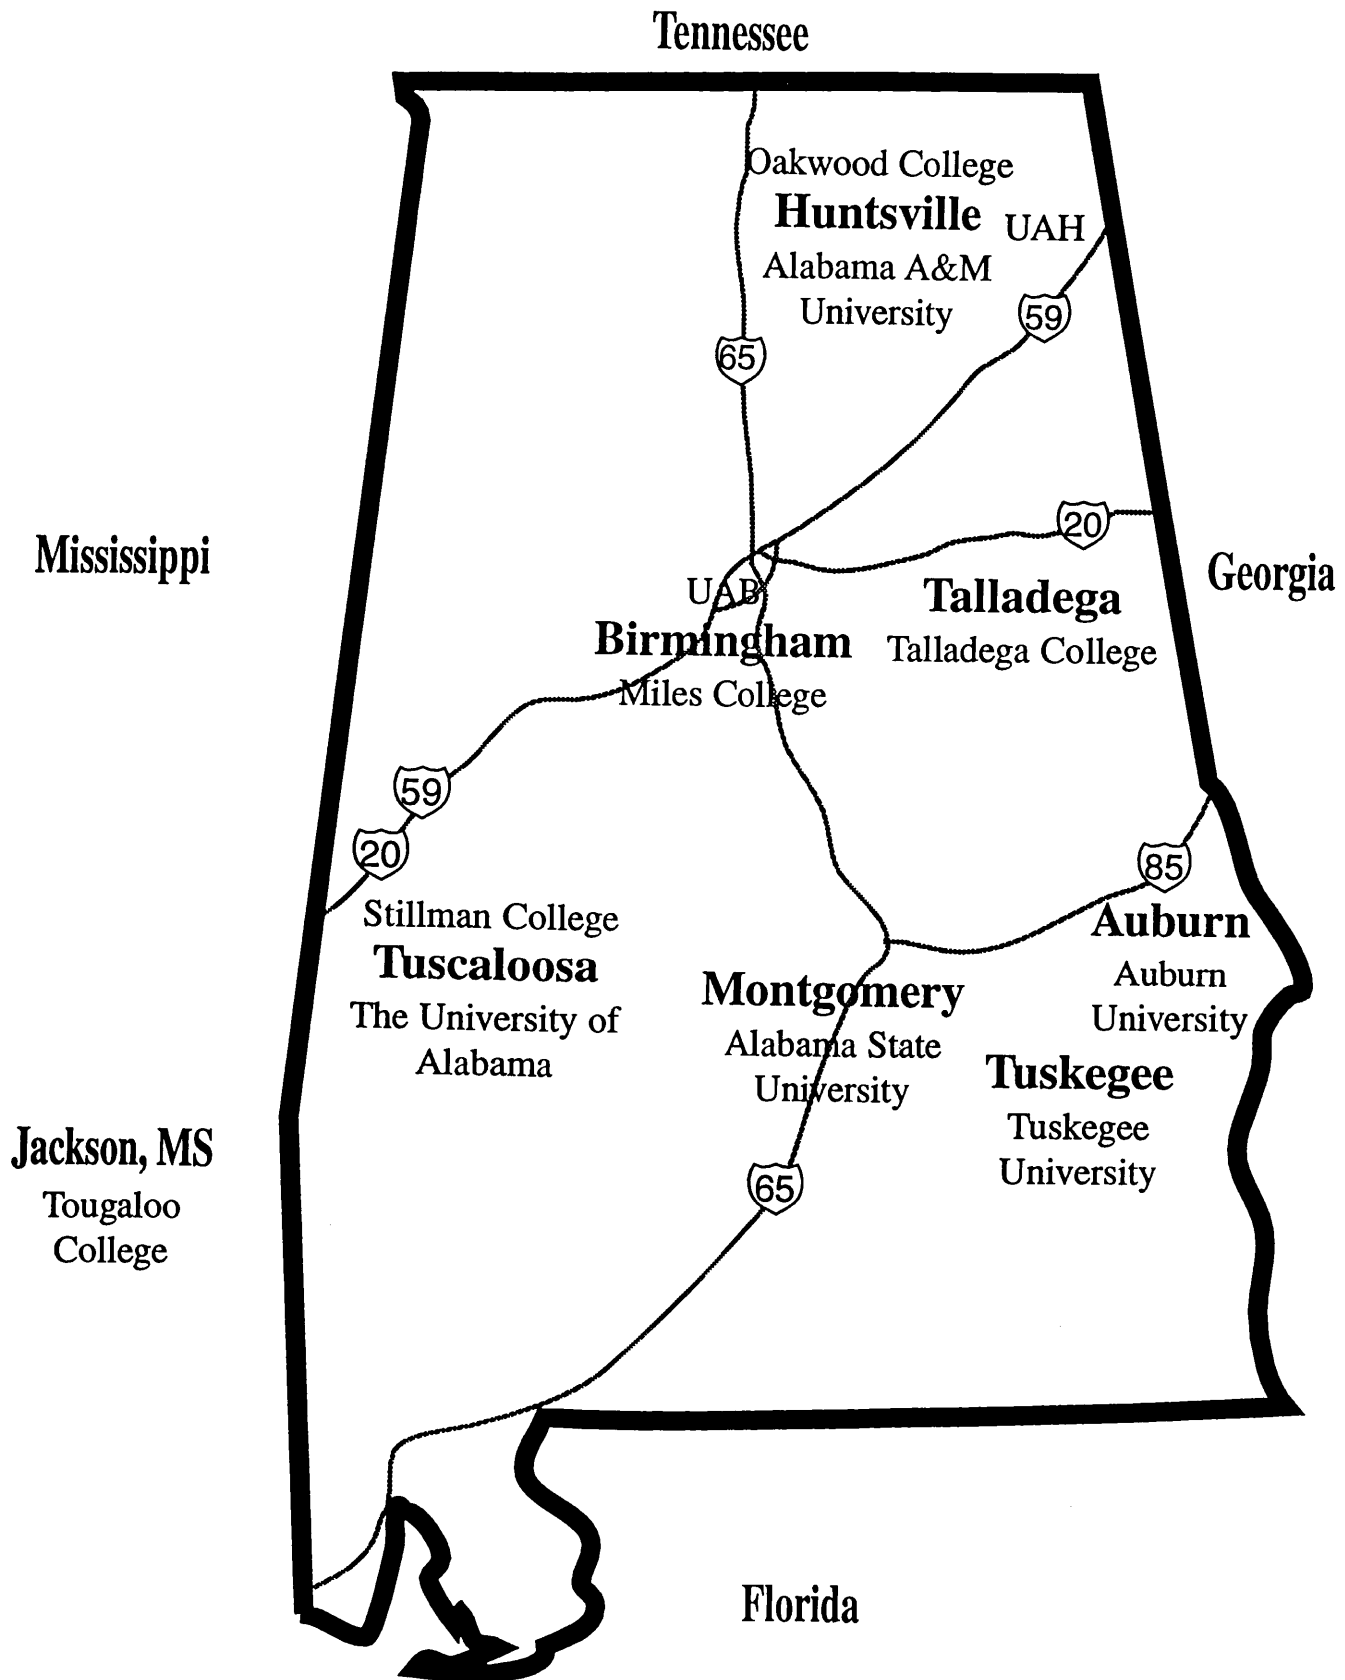 Tennessee
Oakwood College
Huntsville
UAH
Alabama A&M
University
59
65
20
Mississippi
Georgia
UAB
Talladega
Birmingham
Talladega College
Miles College
59
20
85
Stillman College
Auburn
Tuscaloosa
Auburn
Montgomery
The University of
University
Alabama State
Alabama
Tuskegee
University
Jackson, MS
Tuskegee
University
65
Tougaloo
College
Florida